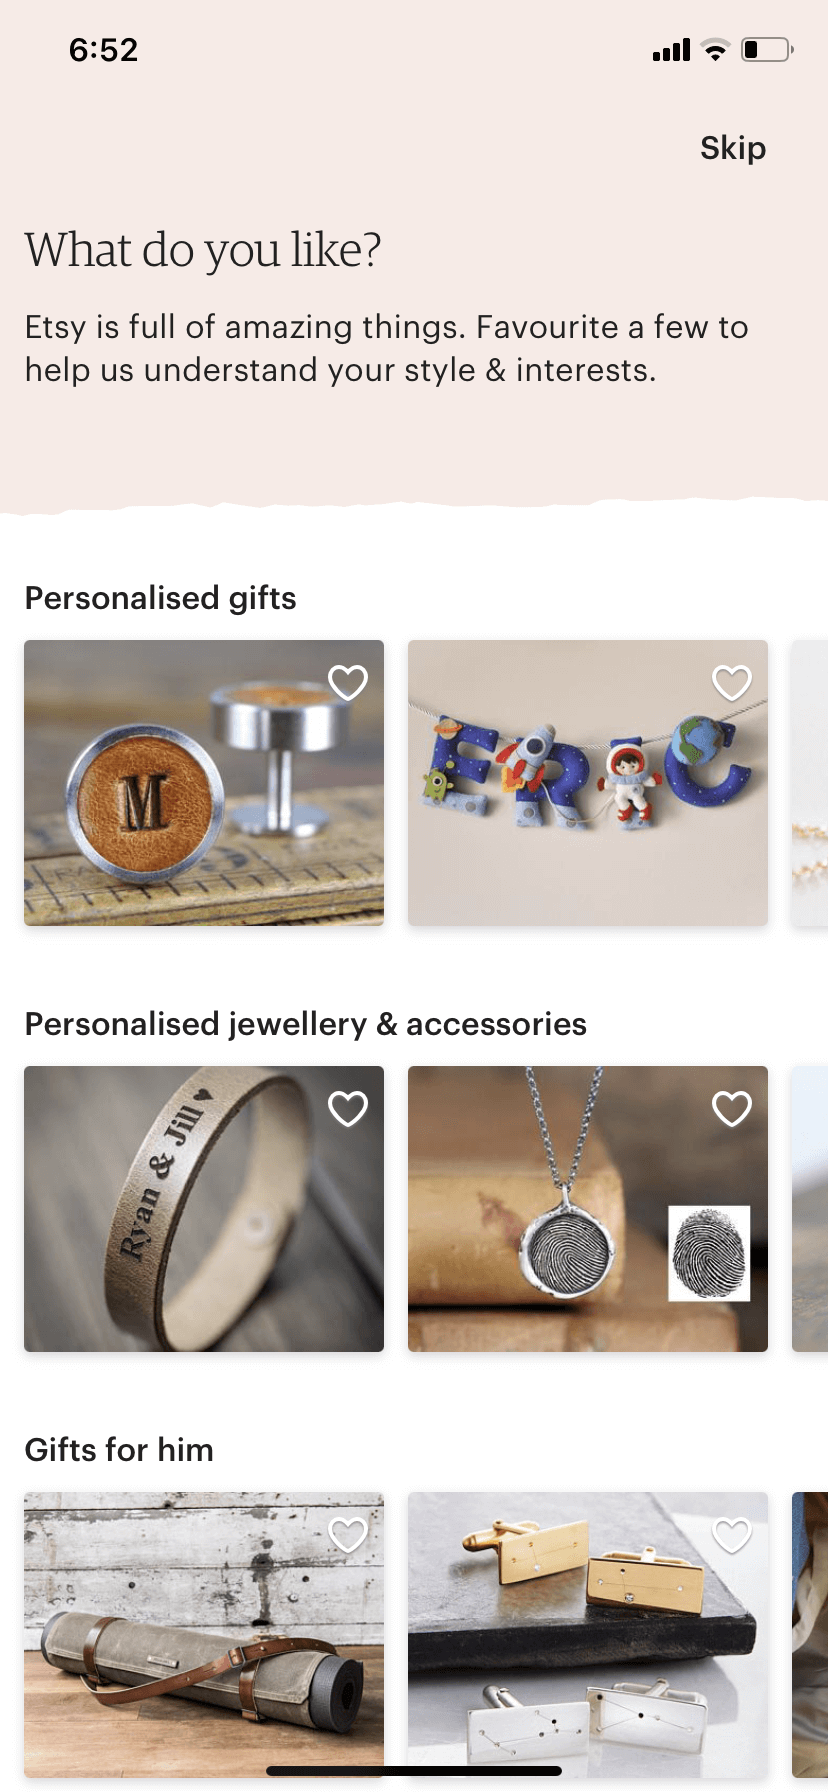 6:52
Skip
What do you like?
Etsy is full of amazing things. Favourite a few to
help us understand your style & interests.
Personalised gifts
M
ERIC
Personalised jewellery & accessories
Ryan & Jill
Gifts for him